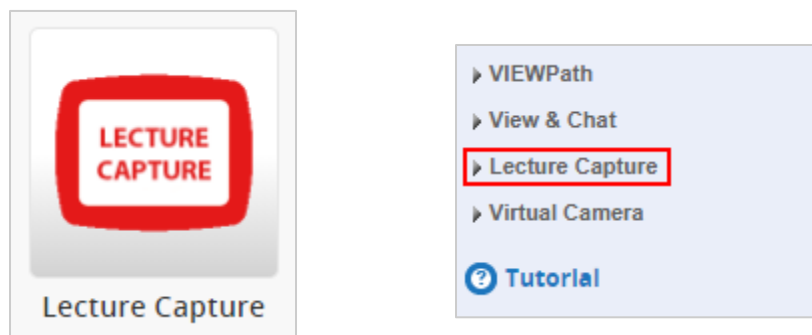 LECTURE
CAPTURE
Lecture Capture
VIEWPath
View & Chat
Lecture Capture
Virtual Camera
? Tutorial